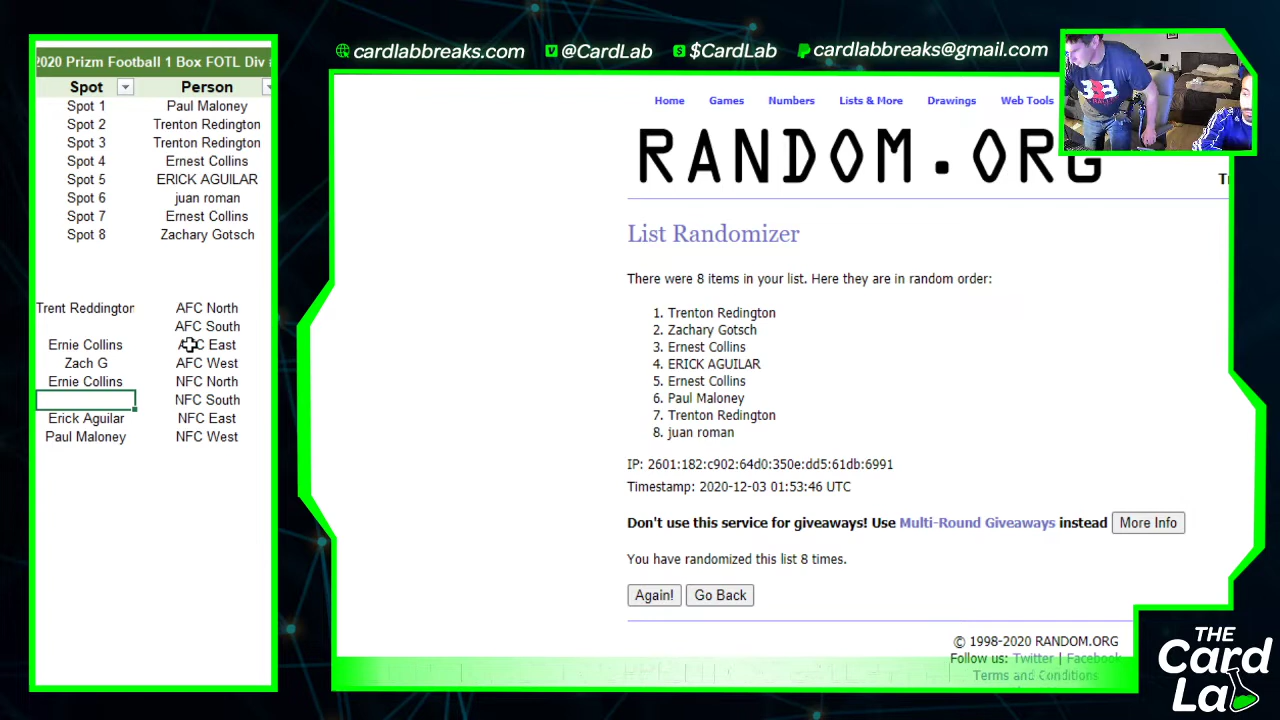 cardlabbreaks.com @CardLab $CardLab cardlabbreaks@gmail.com
2020 Prizm Football 1 Box FOTL Div
Spot Person
Spot 1 Paul Maloney
Spot 2 Trenton Redington
Spot 3 Trenton Redington
Spot 4 Ernest Collins
Spot 5 ERICK AGUILAR
Spot 6 juan roman
Spot 7 Ernest Collins
Spot 8 Zachary Gotsch
Trent Reddington AFC North
AFC South
Ernie Collins AFC East
Zach G AFC West
Ernie Collins NFC North
NFC South
Erick Aguilar NFC East
Paul Maloney NFC West
Home Games Numbers Lists & More Drawings Web Tools
RANDOM.ORG
List Randomizer
There were 8 items in your list. Here they are in random order:
1. Trenton Redington
2. Zachary Gotsch
3. Ernest Collins
4. ERICK AGUILAR
5. Ernest Collins
6. Paul Maloney
7. Trenton Redington
8. juan roman
IP: 2601:182:c902:64d0:350e:dd5:61db:6991
Timestamp: 2020-12-03 01:53:46 UTC
Don't use this service for giveaways! Use Multi-Round Giveaways instead More Info
You have randomized this list 8 times.
Again! Go Back
© 1998-2020 RANDOM.ORG
Follow us: Twitter | Facebook
Terms and Conditions
THE
Card
La